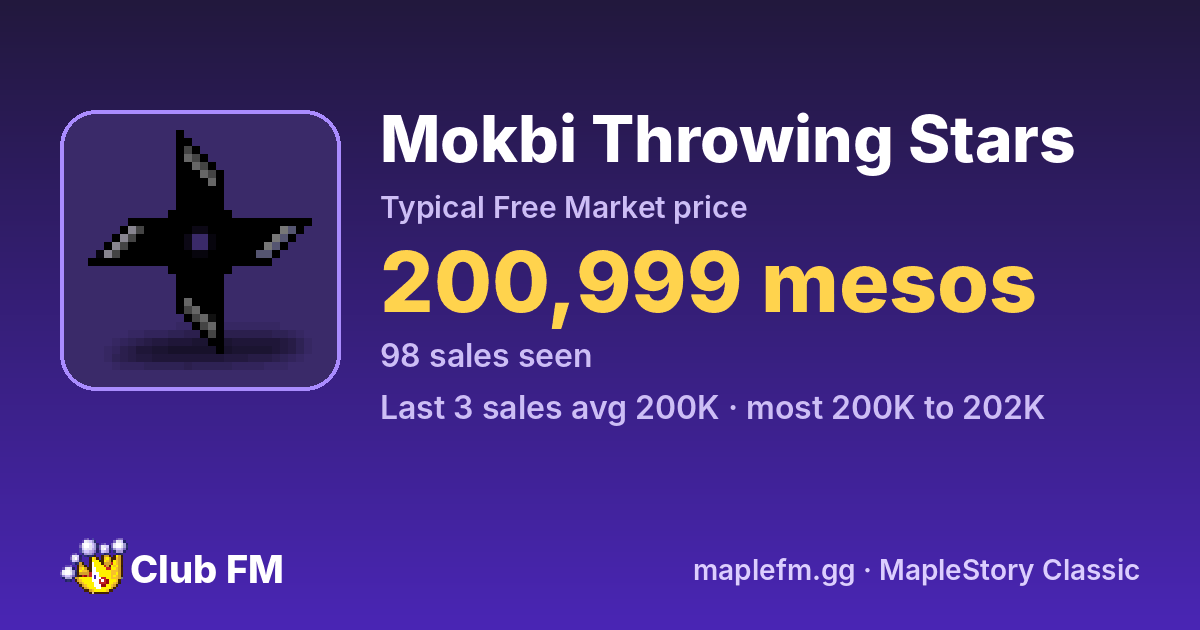 Mokbi Throwing Stars
Typical Free Market price
200,999 mesos
98 sales seen
Last 3 sales avg 200K · most 200K to 202K
Club FM
maplefm.gg · MapleStory Classic